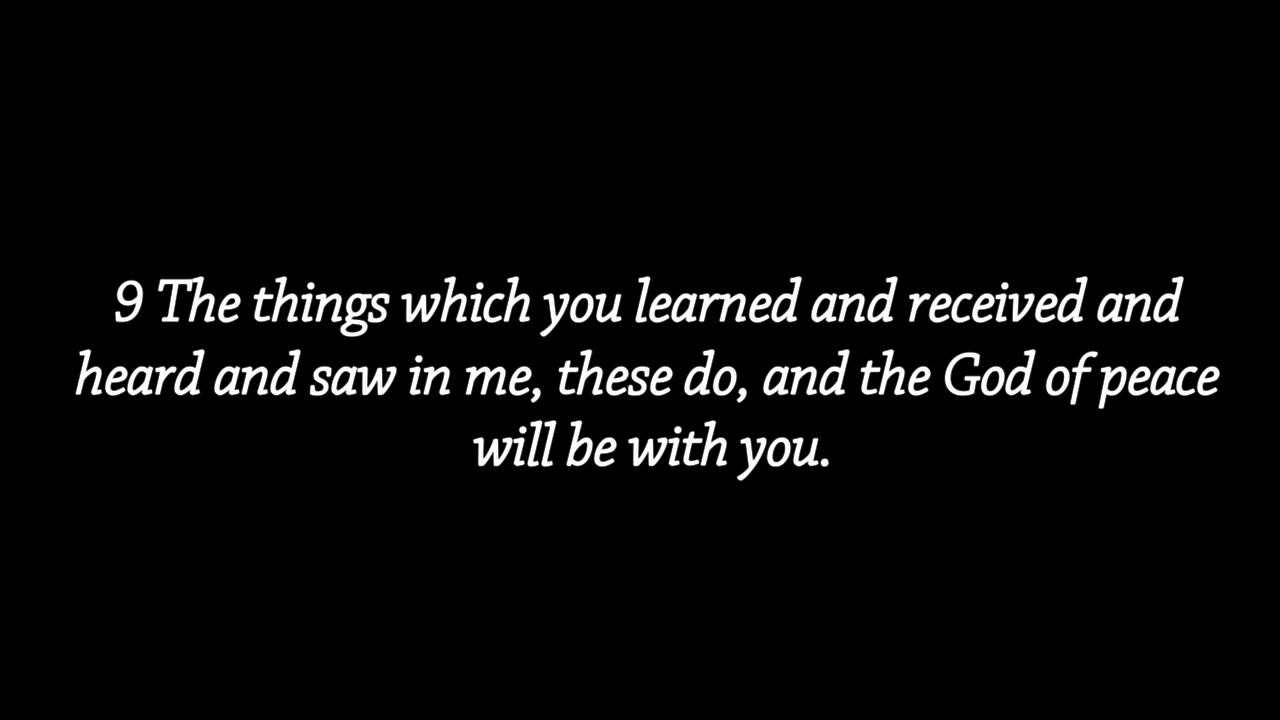 9 The things which you learned and received and
heard and saw in me, these do, and the God of peace
will be with you.